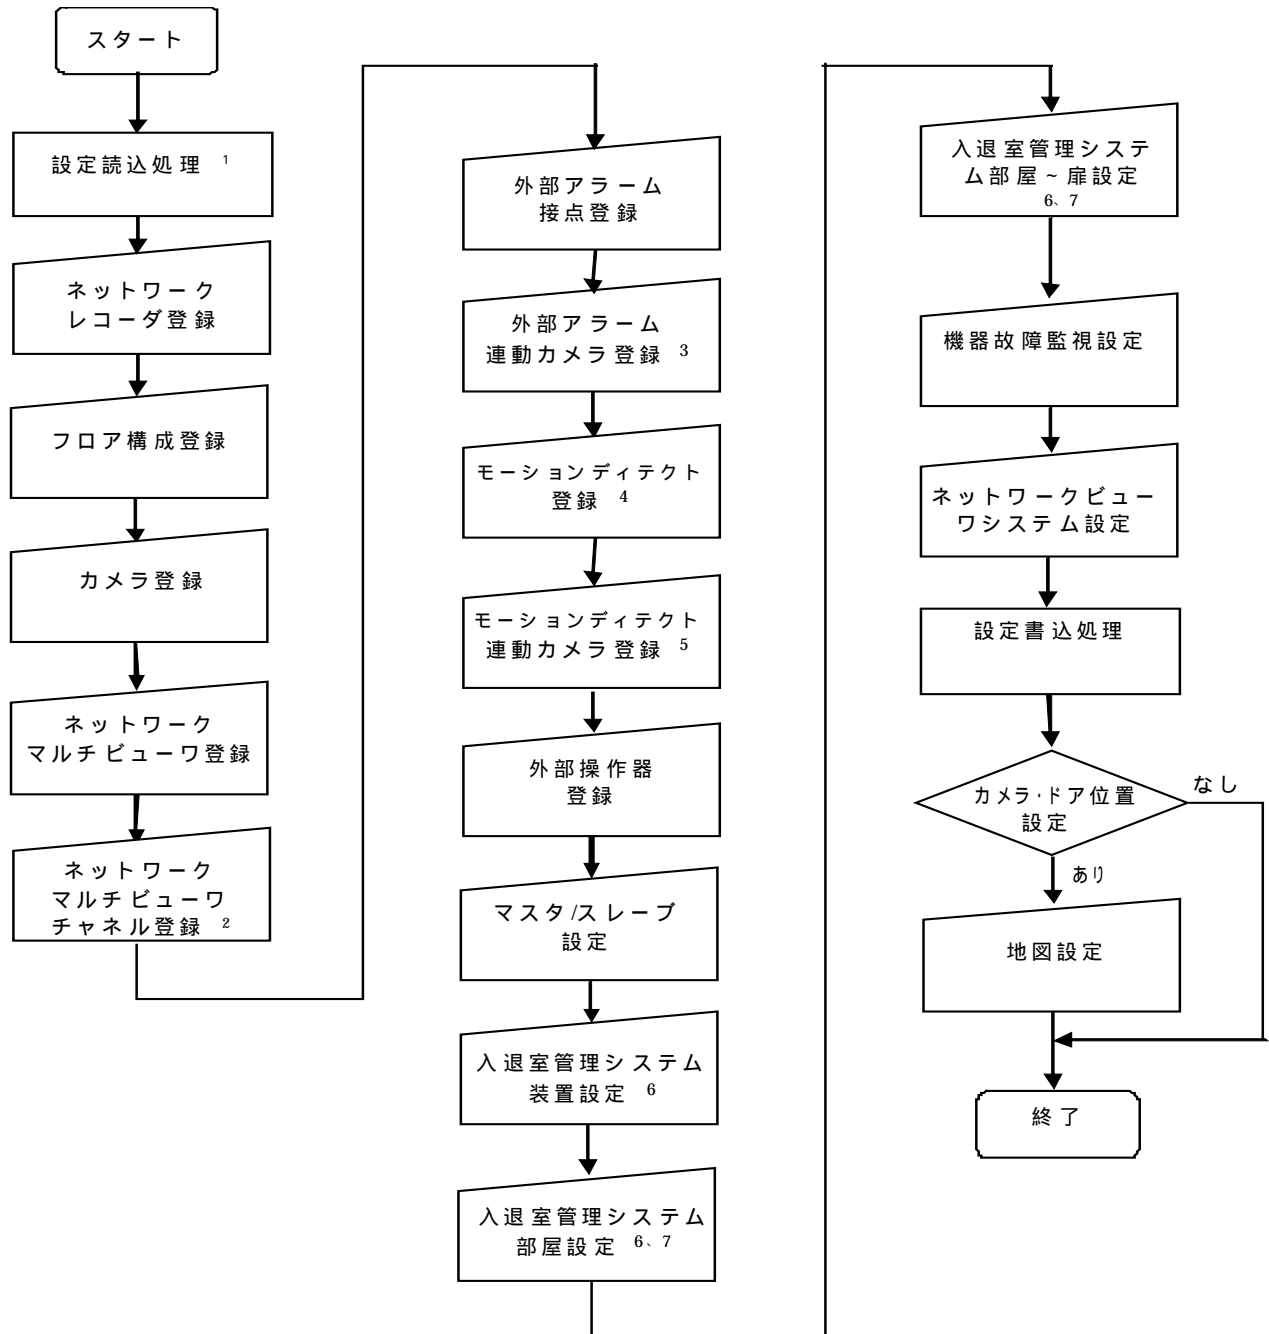 スタート
設定読込処理 1
ネットワーク
レコーダ登録
フロア構成登録
カメラ登録
ネットワーク
マルチビューワ登録
ネットワーク
マルチビューワ
チャネル登録 2
外部アラーム
接点登録
外部アラーム
連動カメラ登録 3
モーションディテクト
登録 4
モーションディテクト
連動カメラ登録 5
外部操作器
登録
マスタ/スレーブ
設定
入退室管理システム
装置設定 6
入退室管理システム
部屋設定 6、7
入退室管理システ
ム部屋~扉設定
6、7
機器故障監視設定
ネットワークビュー
ワシステム設定
設定書込処理
カメラ・ドア位置
設定
なし
あり
地図設定
終了